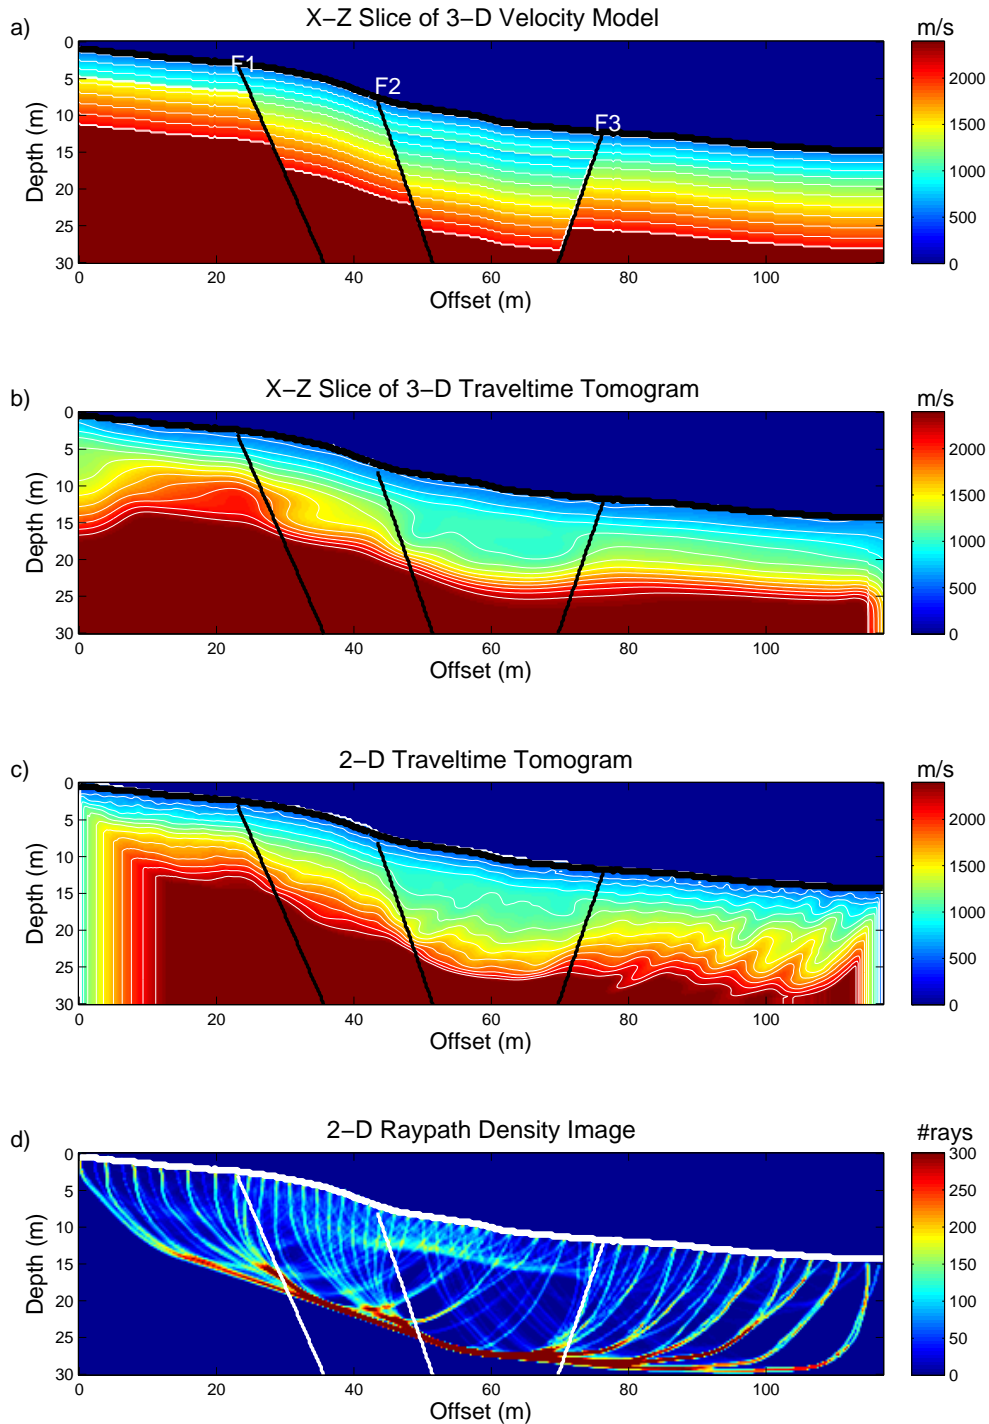 a)
X−Z Slice of 3−D Velocity Model
m/s
0
5
10
15
20
25
30
Depth (m)
F1
F2
F3
0 20 40 60 80 100
Offset (m)
2000
1500
1000
500
0
b)
X−Z Slice of 3−D Traveltime Tomogram
m/s
0
5
10
15
20
25
30
Depth (m)
0 20 40 60 80 100
Offset (m)
2000
1500
1000
500
0
c)
2−D Traveltime Tomogram
m/s
0
5
10
15
20
25
30
Depth (m)
0 20 40 60 80 100
Offset (m)
2000
1500
1000
500
0
d)
2−D Raypath Density Image
#rays
0
5
10
15
20
25
30
Depth (m)
0 20 40 60 80 100
Offset (m)
300
250
200
150
100
50
0